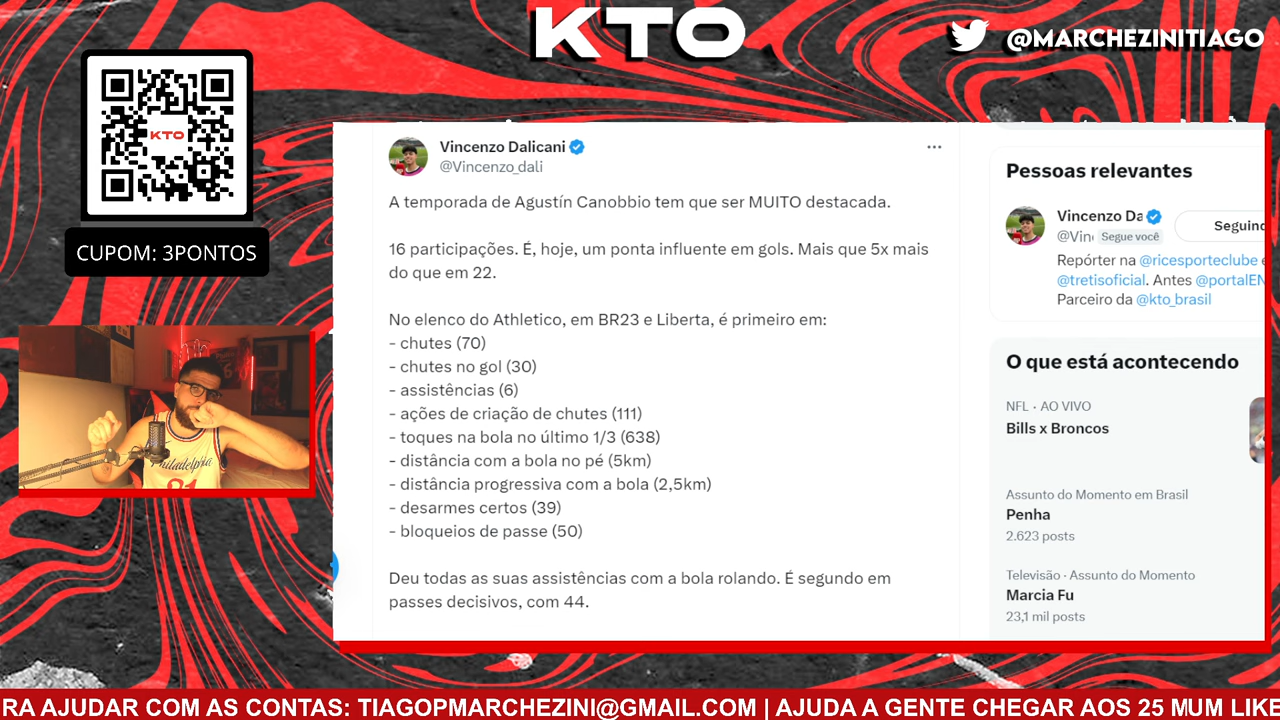 KTO
@MARCHEZINITIAGO
KTO
CUPOM: 3PONTOS
Philadelphia
Vincenzo Dalicani
@Vincenzo_dali
A temporada de Agustín Canobbio tem que ser MUITO destacada.
16 participações. É, hoje, um ponta influente em gols. Mais que 5x mais
do que em 22.
No elenco do Athletico, em BR23 e Liberta, é primeiro em:
- chutes (70)
- chutes no gol (30)
- assistências (6)
- ações de criação de chutes (111)
- toques na bola no último 1/3 (638)
- distância com a bola no pé (5km)
- distância progressiva com a bola (2,5km)
- desarmes certos (39)
- bloqueios de passe (50)
Deu todas as suas assistências com a bola rolando. É segundo em
passes decisivos, com 44.
Pessoas relevantes
Vincenzo Da
@Vin
Segue você
Seguind
Repórter na @ricesporteclube e
@tretisoficial. Antes @portalEN
Parceiro da @kto_brasil
O que está acontecendo
NFL · AO VIVO
Bills x Broncos
Assunto do Momento em Brasil
Penha
2.623 posts
Televisão · Assunto do Momento
Marcia Fu
23,1 mil posts
RA AJUDAR COM AS CONTAS: TIAGOPMARCHEZINI@GMAIL.COM | AJUDA A GENTE CHEGAR AOS 25 MUM LIKE